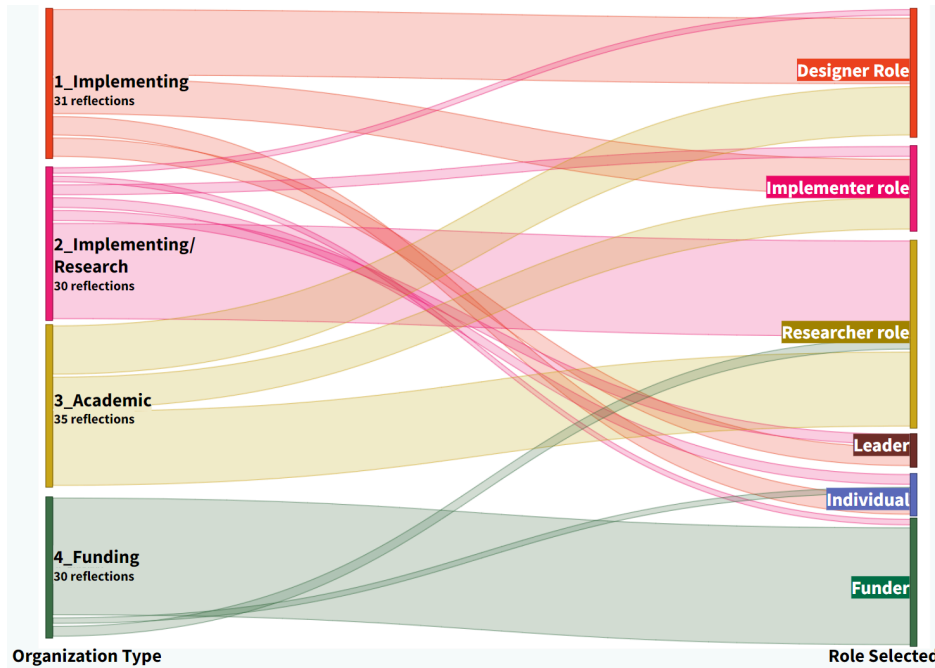 1_Implementing
31 reflections
2_Implementing/
Research
30 reflections
3_Academic
35 reflections
4_Funding
30 reflections
Designer Role
Implementer role
Researcher role
Leader
Individual
Funder
Organization Type
Role Selected